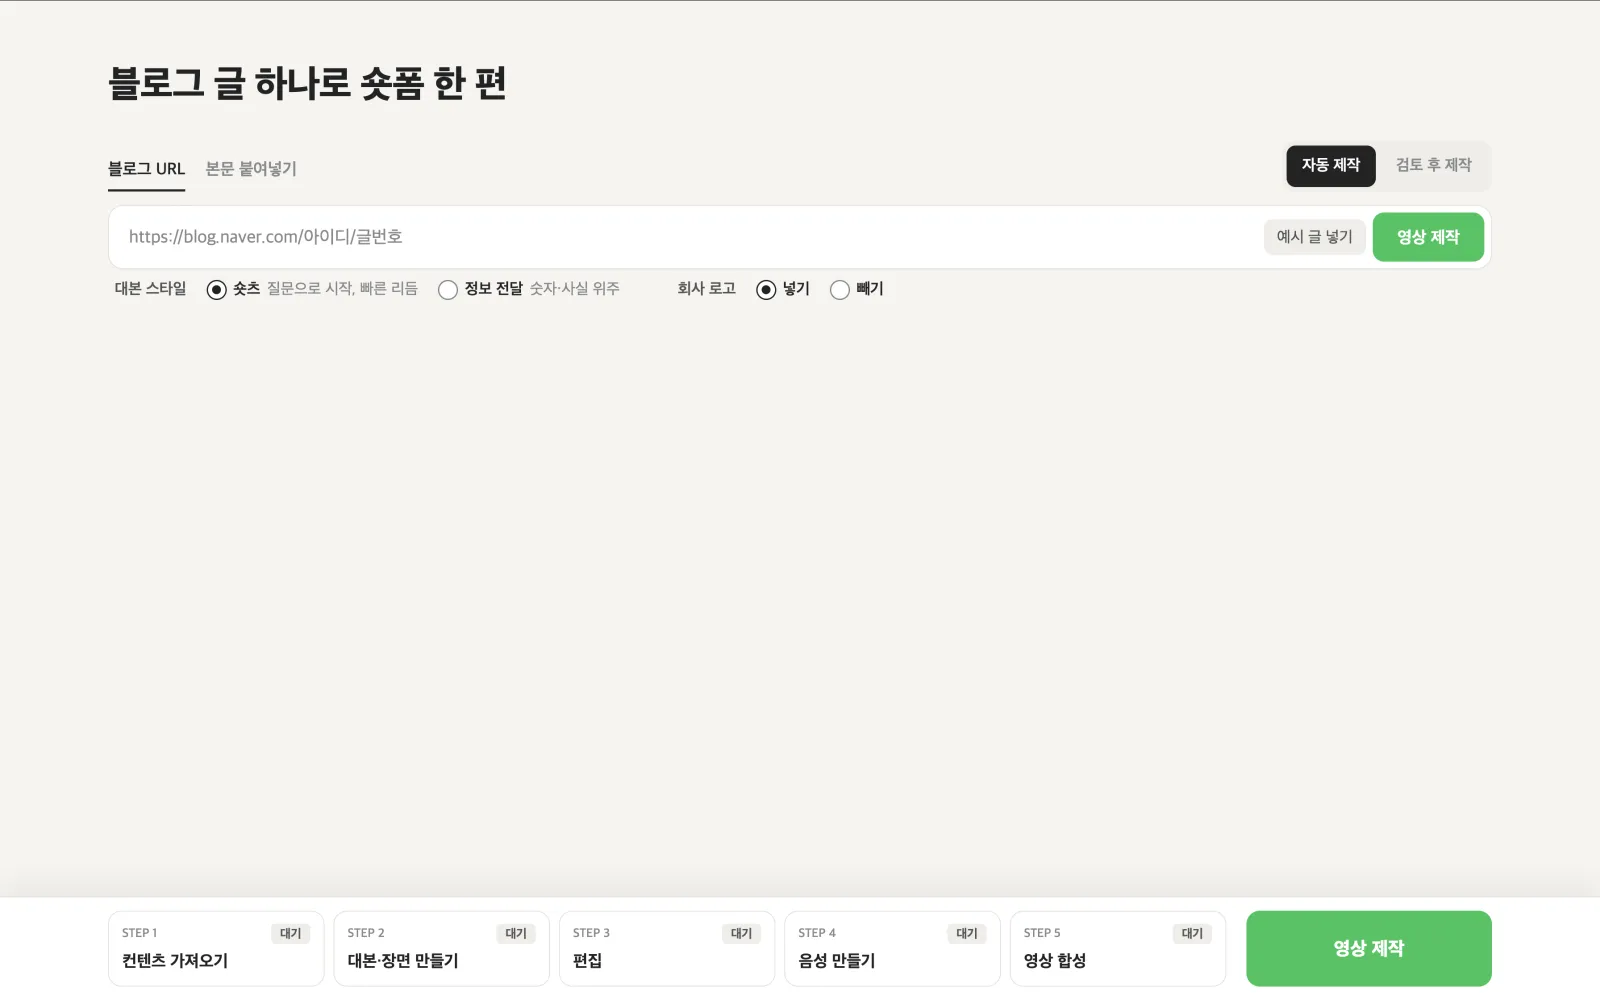 블로그 글 하나로 숏폼 한 편
블로그 URL 본문 붙여넣기 자동 제작 검토 후 제작
https://blog.naver.com/아이디/글번호 예시 글 넣기 영상 제작
대본 스타일 숏츠 질문으로 시작, 빠른 리듬 정보 전달 숫자·사실 위주 회사 로고 넣기 빼기
STEP 1 대기
컨텐츠 가져오기
STEP 2 대기
대본·장면 만들기
STEP 3 대기
편집
STEP 4 대기
음성 만들기
STEP 5 대기
영상 합성
영상 제작